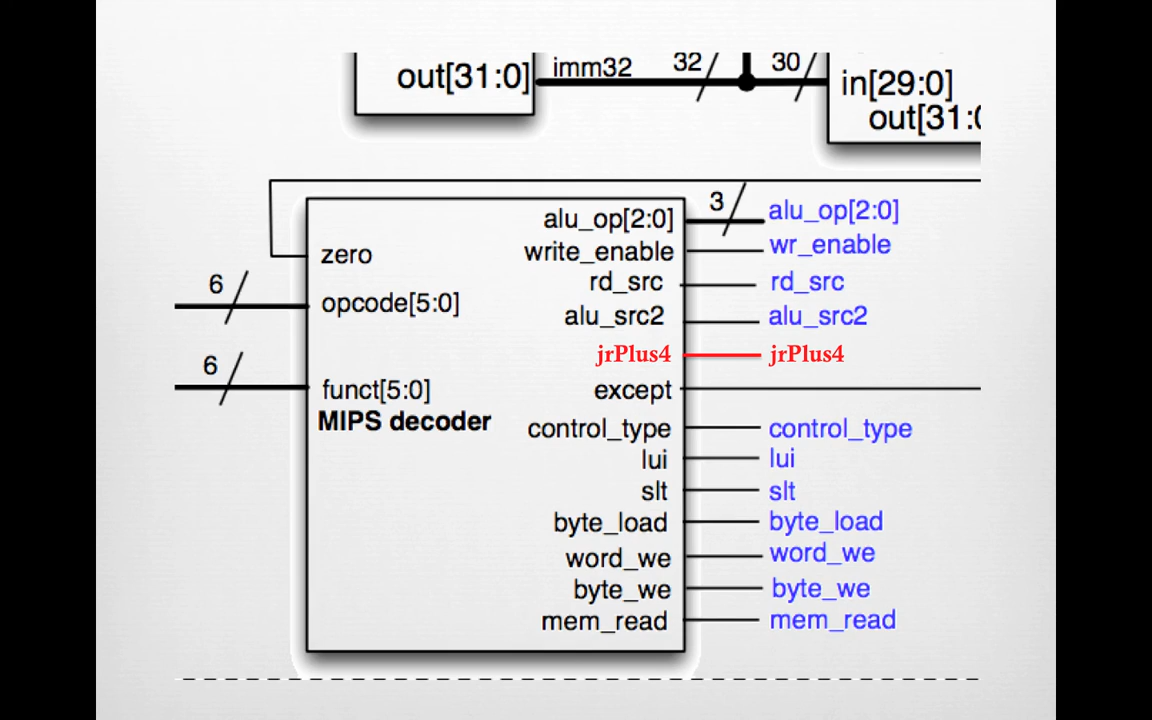 out[31:0] imm32 32 30 in[29:0]
out[31:0
3
alu_op[2:0] alu_op[2:0]
zero write_enable wr_enable
6 rd_src rd_src
opcode[5:0] alu_src2 alu_src2
jrPlus4 jrPlus4
6
funct[5:0] except
MIPS decoder control_type control_type
lui lui
slt slt
byte_load byte_load
word_we word_we
byte_we byte_we
mem_read mem_read